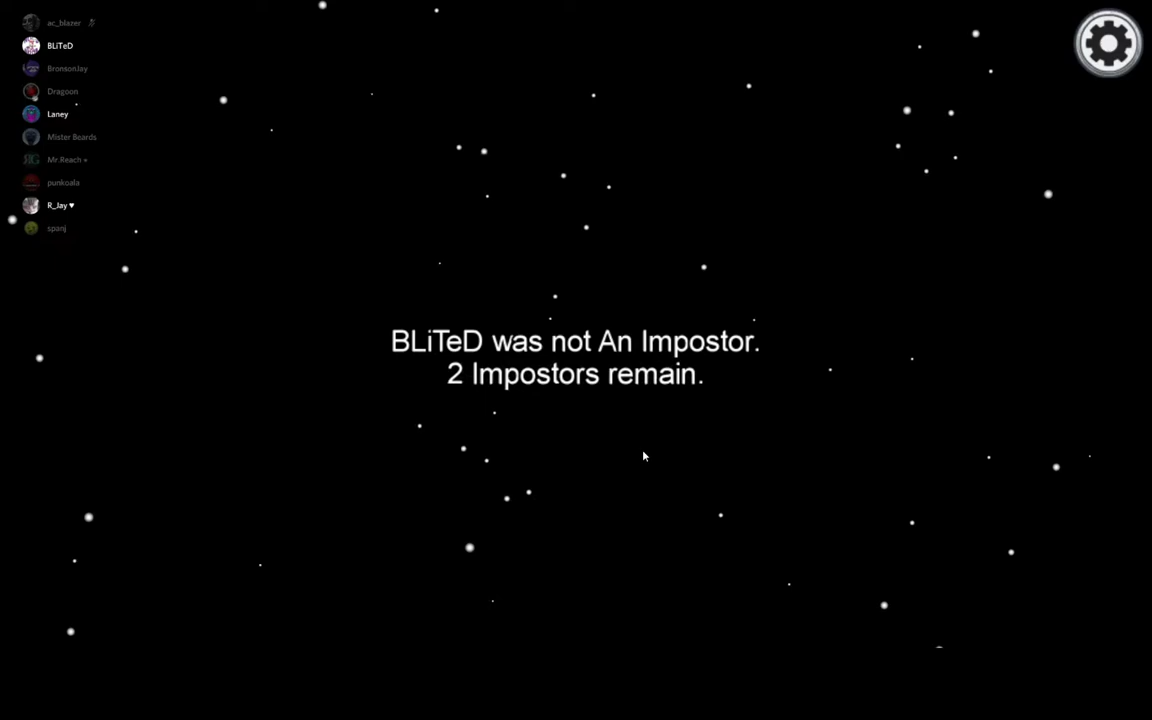 ac_blazer
BLiTeD
BronsonJay
Dragoon
Laney
Mister Beards
Mr.Reach
punkoala
R_Jay ♥
spanj
BLiTeD was not An Impostor.
2 Impostors remain.